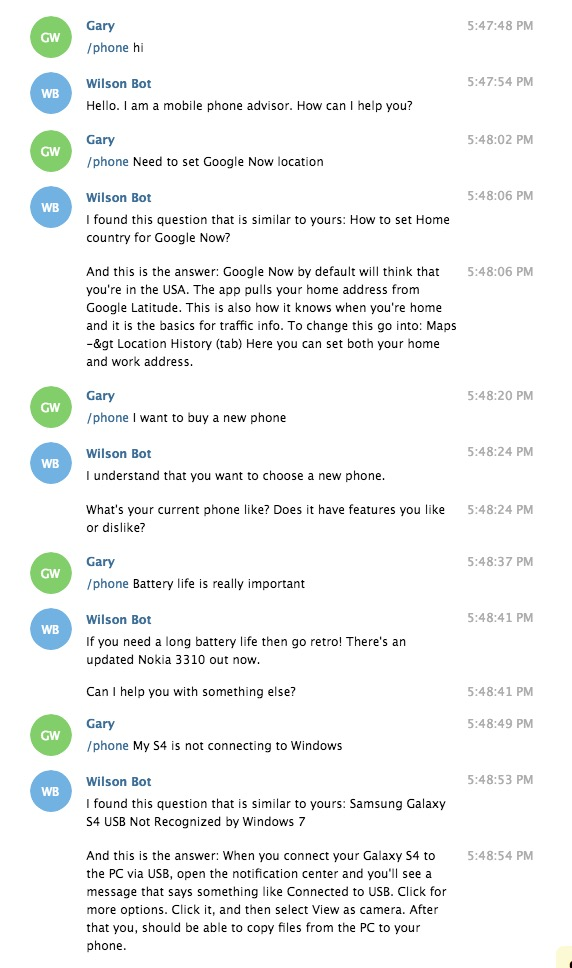 Gary 5:47:48 PM
GW
/phone hi
Wilson Bot 5:47:54 PM
WB
Hello. I am a mobile phone advisor. How can I help you?
Gary 5:48:02 PM
GW
/phone Need to set Google Now location
Wilson Bot 5:48:06 PM
WB
I found this question that is similar to yours: How to set Home
country for Google Now?
And this is the answer: Google Now by default will think that 5:48:06 PM
you're in the USA. The app pulls your home address from
Google Latitude. This is also how it knows when you're home
and it is the basics for traffic info. To change this go into: Maps
-&gt Location History (tab) Here you can set both your home
and work address.
Gary 5:48:20 PM
GW
/phone I want to buy a new phone
Wilson Bot 5:48:24 PM
WB
I understand that you want to choose a new phone.
What's your current phone like? Does it have features you like 5:48:24 PM
or dislike?
Gary 5:48:37 PM
GW
/phone Battery life is really important
Wilson Bot 5:48:41 PM
WB
If you need a long battery life then go retro! There's an
updated Nokia 3310 out now.
Can I help you with something else? 5:48:41 PM
Gary 5:48:49 PM
GW
/phone My S4 is not connecting to Windows
Wilson Bot 5:48:53 PM
WB
I found this question that is similar to yours: Samsung Galaxy
S4 USB Not Recognized by Windows 7
And this is the answer: When you connect your Galaxy S4 to 5:48:54 PM
the PC via USB, open the notification center and you'll see a
message that says something like Connected to USB. Click for
more options. Click it, and then select View as camera. After
that you, should be able to copy files from the PC to your
phone.